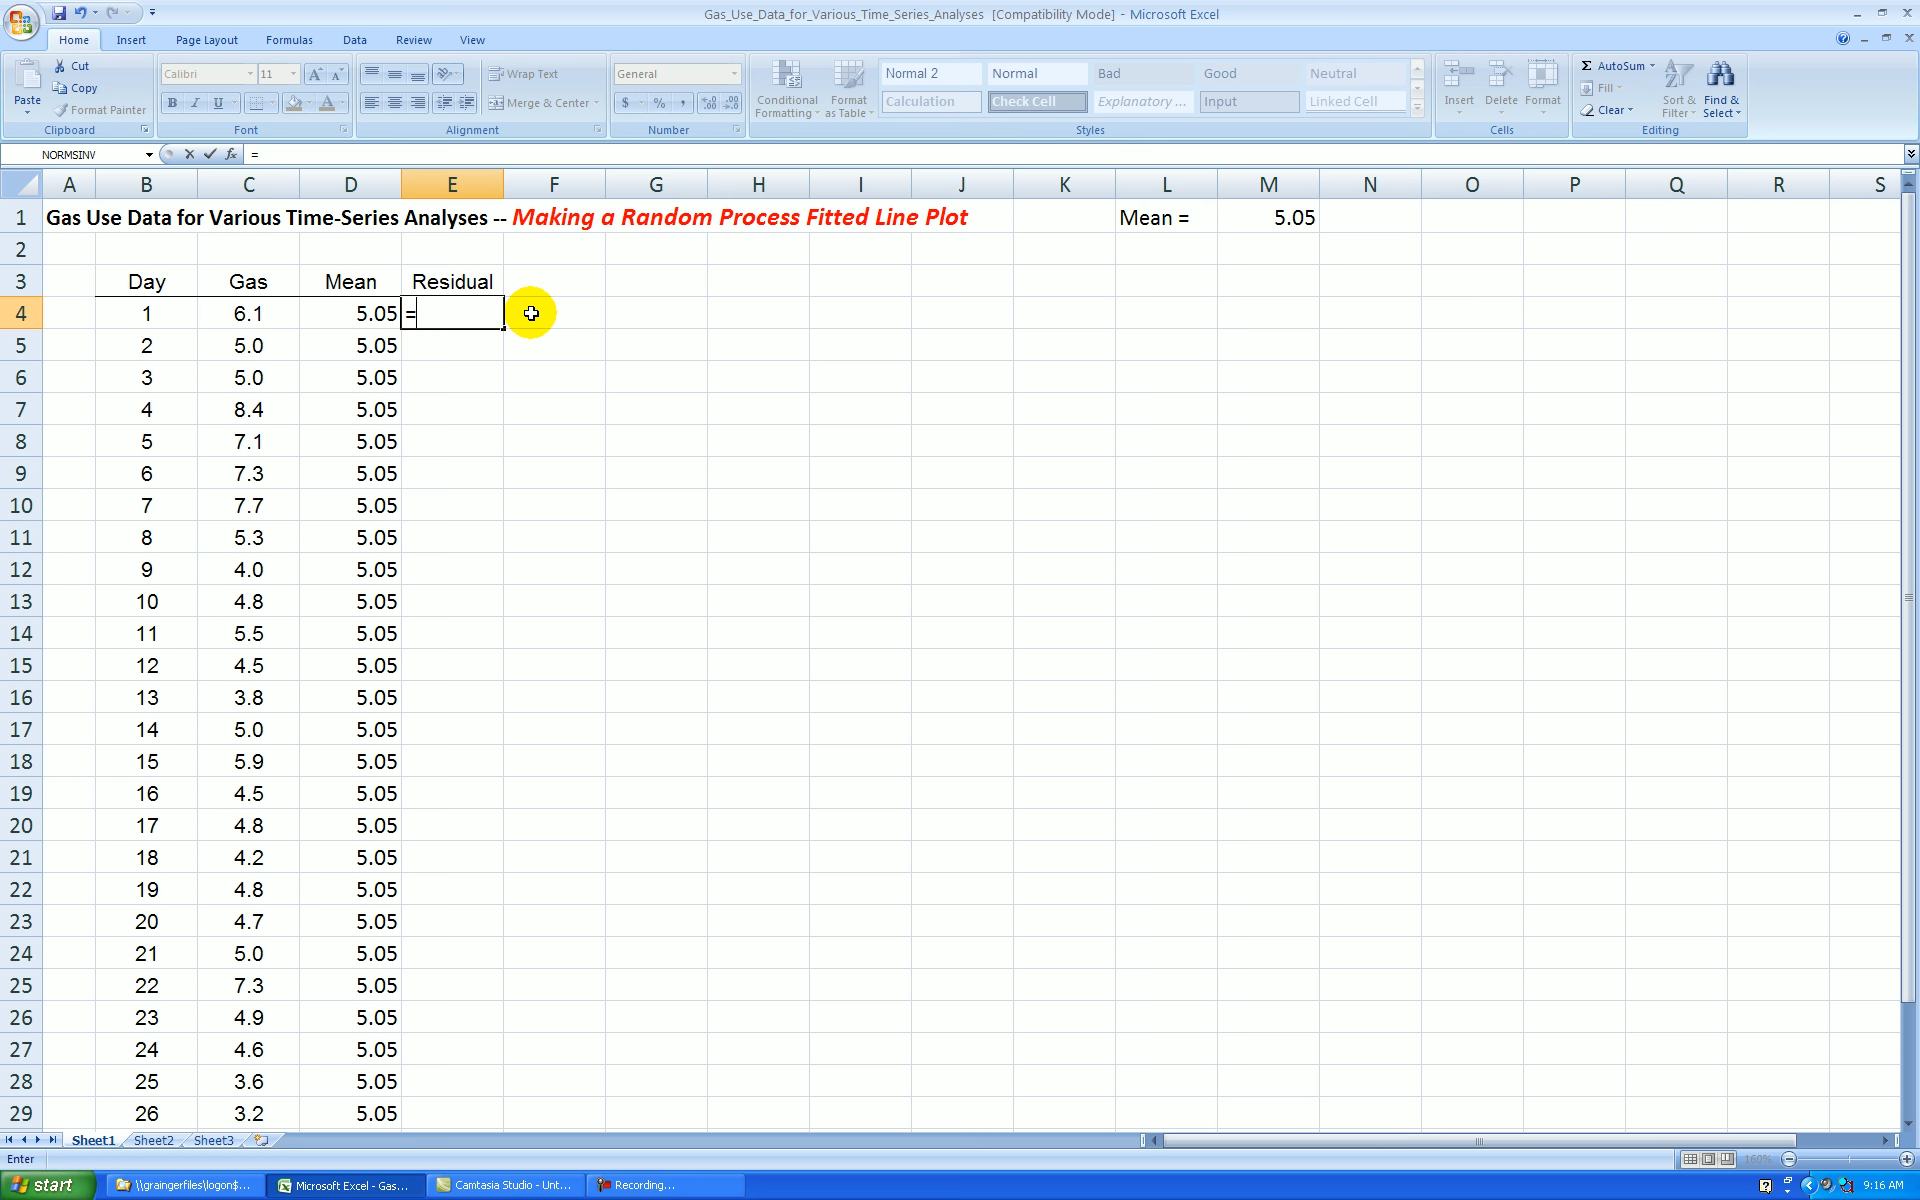 Gas_Use_Data_for_Various_Time_Series_Analyses [Compatibility Mode] - Microsoft Excel
Home Insert Page Layout Formulas Data Review View
Paste Cut Copy Format Painter Clipboard
Calibri 11 B I U Font
Wrap Text Merge & Center Alignment
General $ % , Number
Conditional Formatting Format as Table
Normal 2 Normal Bad Good Neutral
Calculation Check Cell Explanatory ... Input Linked Cell
Styles
Insert Delete Format Cells
Σ AutoSum Fill Clear Sort & Filter Find & Select Editing
NORMSINV fx =
A B C D E F G H I J K L M N O P Q R S
1 Gas Use Data for Various Time-Series Analyses -- Making a Random Process Fitted Line Plot Mean = 5.05
2
3 Day Gas Mean Residual
4 1 6.1 5.05 =
5 2 5.0 5.05
6 3 5.0 5.05
7 4 8.4 5.05
8 5 7.1 5.05
9 6 7.3 5.05
10 7 7.7 5.05
11 8 5.3 5.05
12 9 4.0 5.05
13 10 4.8 5.05
14 11 5.5 5.05
15 12 4.5 5.05
16 13 3.8 5.05
17 14 5.0 5.05
18 15 5.9 5.05
19 16 4.5 5.05
20 17 4.8 5.05
21 18 4.2 5.05
22 19 4.8 5.05
23 20 4.7 5.05
24 21 5.0 5.05
25 22 7.3 5.05
26 23 4.9 5.05
27 24 4.6 5.05
28 25 3.6 5.05
29 26 3.2 5.05
Sheet1 Sheet2 Sheet3
Enter 160%
start \\graingerfiles\logon$... Microsoft Excel - Gas... Camtasia Studio - Unt... Recording... 9:16 AM